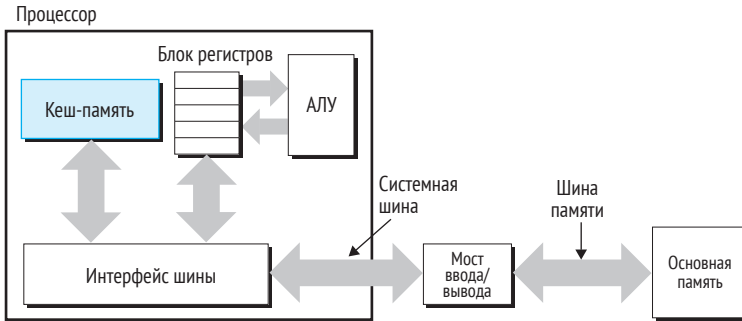 Процессор
Блок регистров
Кеш-память
АЛУ
Системная
шина
Шина
памяти
Интерфейс шины
Мост
ввода/
вывода
Основная
память